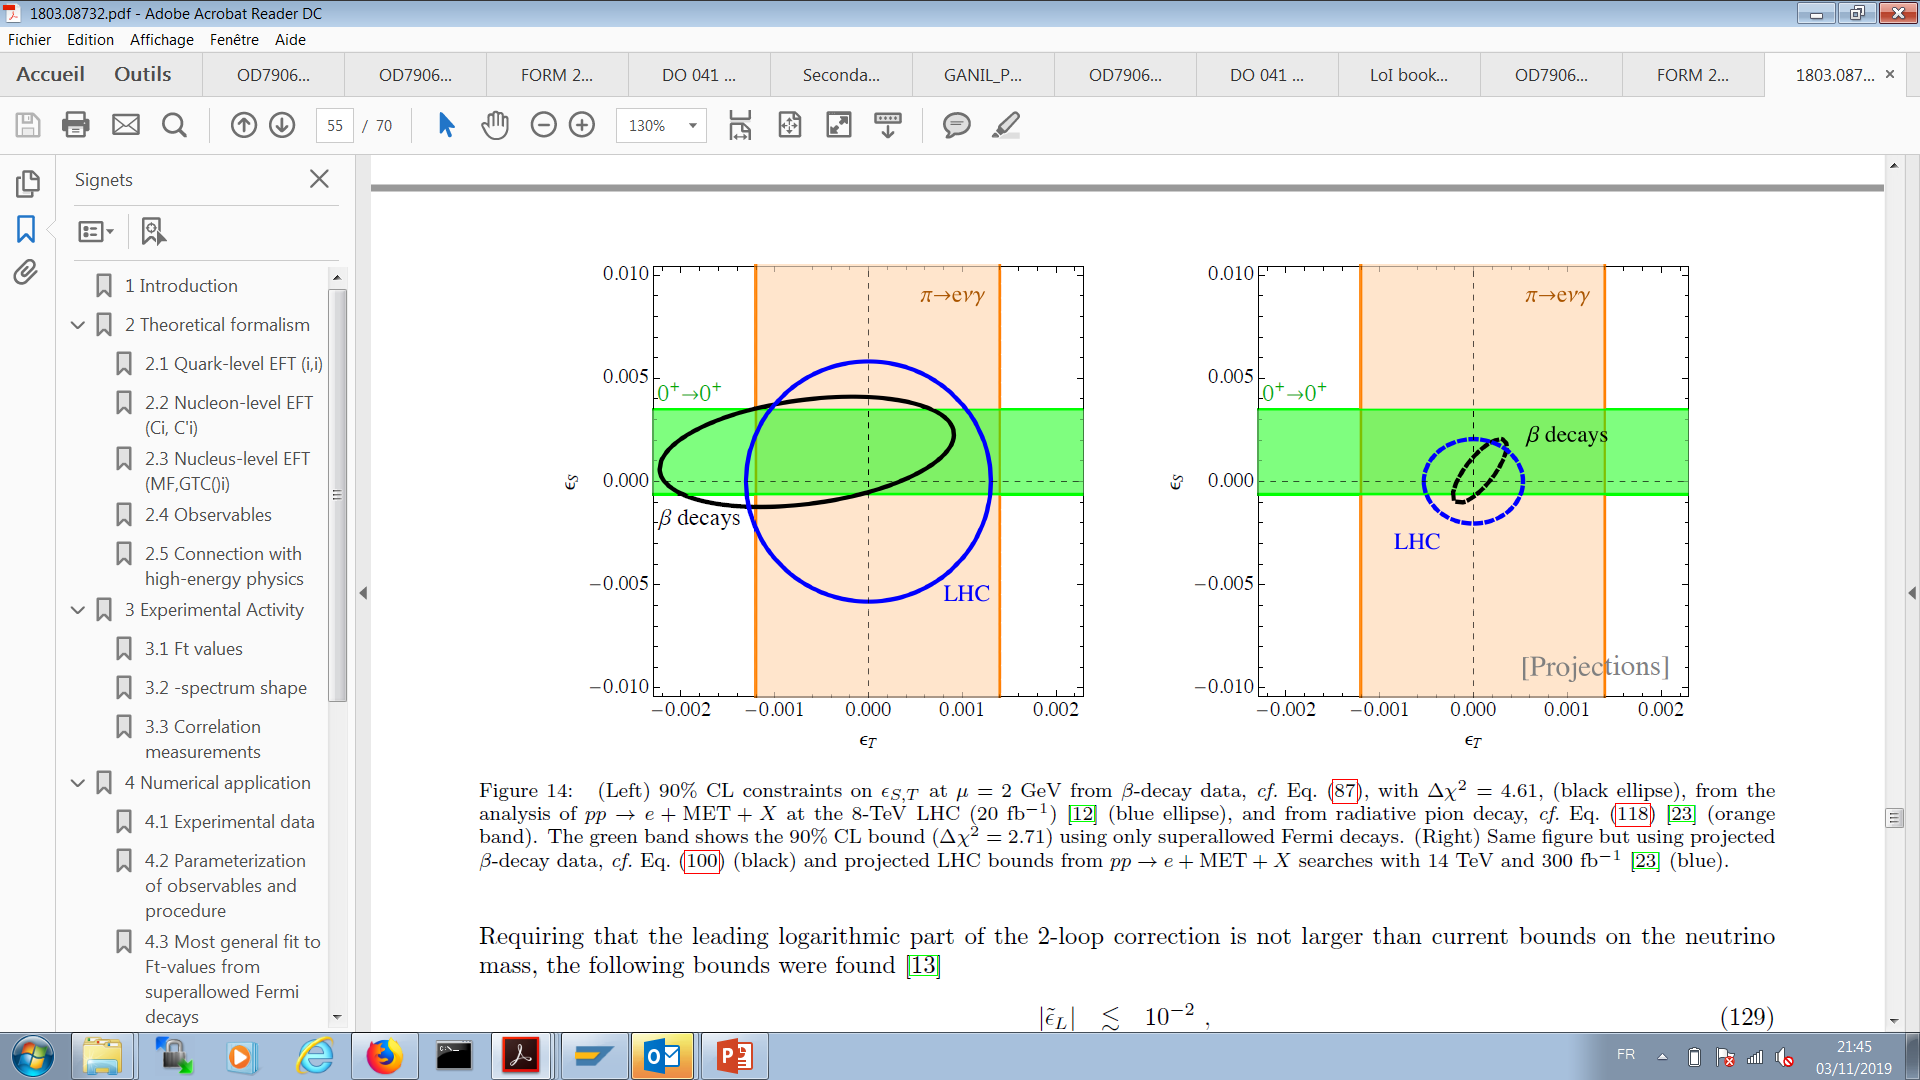 1803.08732.pdf - Adobe Acrobat Reader DC
Fichier Edition Affichage Fenêtre Aide
Accueil Outils OD7906... OD7906... FORM 2... DO 041 ... Seconda... GANIL_P... OD7906... DO 041 ... LoI book... OD7906... FORM 2... 1803.087... ×
55 / 70 130%
Signets
1 Introduction
2 Theoretical formalism
2.1 Quark-level EFT (i,i)
2.2 Nucleon-level EFT
(Ci, C'i)
2.3 Nucleus-level EFT
(MF,GTC()i)
2.4 Observables
2.5 Connection with
high-energy physics
3 Experimental Activity
3.1 Ft values
3.2 -spectrum shape
3.3 Correlation
measurements
4 Numerical application
4.1 Experimental data
4.2 Parameterization
of observables and
procedure
4.3 Most general fit to
Ft-values from
superallowed Fermi
decays
0.010
0.005
0.000
−0.005
−0.010
ϵS
π→eνγ
0⁺→0⁺
β decays
LHC
−0.002 −0.001 0.000 0.001 0.002
ϵT
0.010
0.005
0.000
−0.005
−0.010
ϵS
π→eνγ
0⁺→0⁺
β decays
LHC
[Projections]
−0.002 −0.001 0.000 0.001 0.002
ϵT
Figure 14: (Left) 90% CL constraints on ϵS,T at μ = 2 GeV from β-decay data, cf. Eq. (87), with Δχ² = 4.61, (black ellipse), from the
analysis of pp → e + MET + X at the 8-TeV LHC (20 fb⁻¹) [12] (blue ellipse), and from radiative pion decay, cf. Eq. (118) [23] (orange
band). The green band shows the 90% CL bound (Δχ² = 2.71) using only superallowed Fermi decays. (Right) Same figure but using projected
β-decay data, cf. Eq. (100) (black) and projected LHC bounds from pp → e + MET + X searches with 14 TeV and 300 fb⁻¹ [23] (blue).
Requiring that the leading logarithmic part of the 2-loop correction is not larger than current bounds on the neutrino
mass, the following bounds were found [13]
|ϵ̃L| ≲ 10⁻² , (129)
FR
21:45
03/11/2019